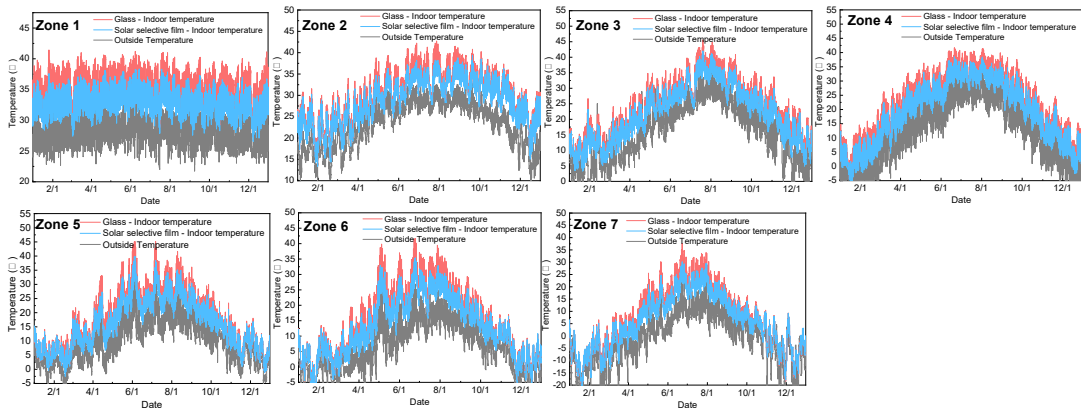 Zone 1
Glass - Indoor temperature
Solar selective film - Indoor temperature
Outside Temperature
Temperature (□)
45
40
35
30
25
20
2/1 4/1 6/1 8/1 10/1 12/1
Date
Zone 2
Glass - Indoor temperature
Solar selective film - Indoor temperature
Outside Temperature
Temperature (□)
50
45
40
35
30
25
20
15
10
2/1 4/1 6/1 8/1 10/1 12/1
Date
Zone 3
Glass - Indoor temperature
Solar selective film - Indoor temperature
Outside Temperature
Temperature (□)
60
55
50
45
40
35
30
25
20
15
10
5
0
2/1 4/1 6/1 8/1 10/1 12/1
Date
Zone 4
Glass - Indoor temperature
Solar selective film - Indoor temperature
Outside Temperature
Temperature (□)
60
55
50
45
40
35
30
25
20
15
10
5
0
-5
2/1 4/1 6/1 8/1 10/1 12/1
Date
Zone 5
Glass - Indoor temperature
Solar selective film - Indoor temperature
Outside Temperature
Temperature (□)
55
50
45
40
35
30
25
20
15
10
5
0
-5
2/1 4/1 6/1 8/1 10/1 12/1
Date
Zone 6
Glass - Indoor temperature
Solar selective film - Indoor temperature
Outside Temperature
Temperature (□)
50
45
40
35
30
25
20
15
10
5
0
-5
2/1 4/1 6/1 8/1 10/1 12/1
Date
Zone 7
Glass - Indoor temperature
Solar selective film - Indoor temperature
Outside Temperature
Temperature (□)
50
45
40
35
30
25
20
15
10
5
0
-5
-10
-15
-20
2/1 4/1 6/1 8/1 10/1 12/1
Date